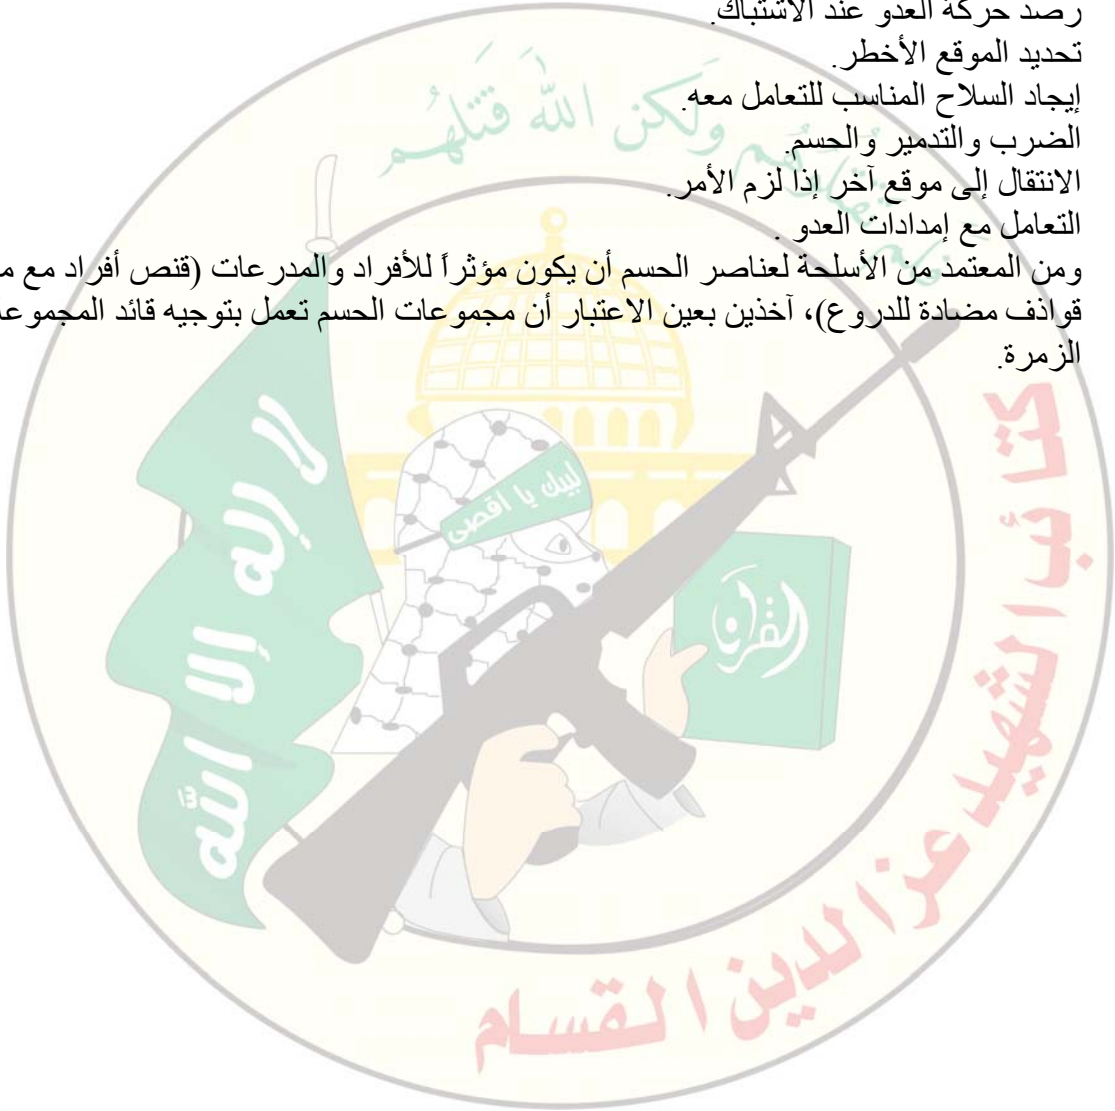 رصد حركة العدو عند الاشتباك.
تحديد الموقع الأخطر.
إيجاد السلاح المناسب للتعامل معه.
الضرب والتدمير والحسم.
الانتقال إلى موقع آخر إذا لزم الأمر.
التعامل مع إمدادات العدو .
ومن المعتمد من الأسلحة لعناصر الحسم أن يكون مؤثراً للأفراد والمدرعات (قنص أفراد مع
قواذف مضادة للدروع)، آخذين بعين الاعتبار أن مجموعات الحسم تعمل بتوجيه قائد المجموعة
الزمرة.
ولكن الله قتلهم
لبيك يا اقصى
لا إله إلا الله
القرآن
كتائب الشهيد عز الدين القسام